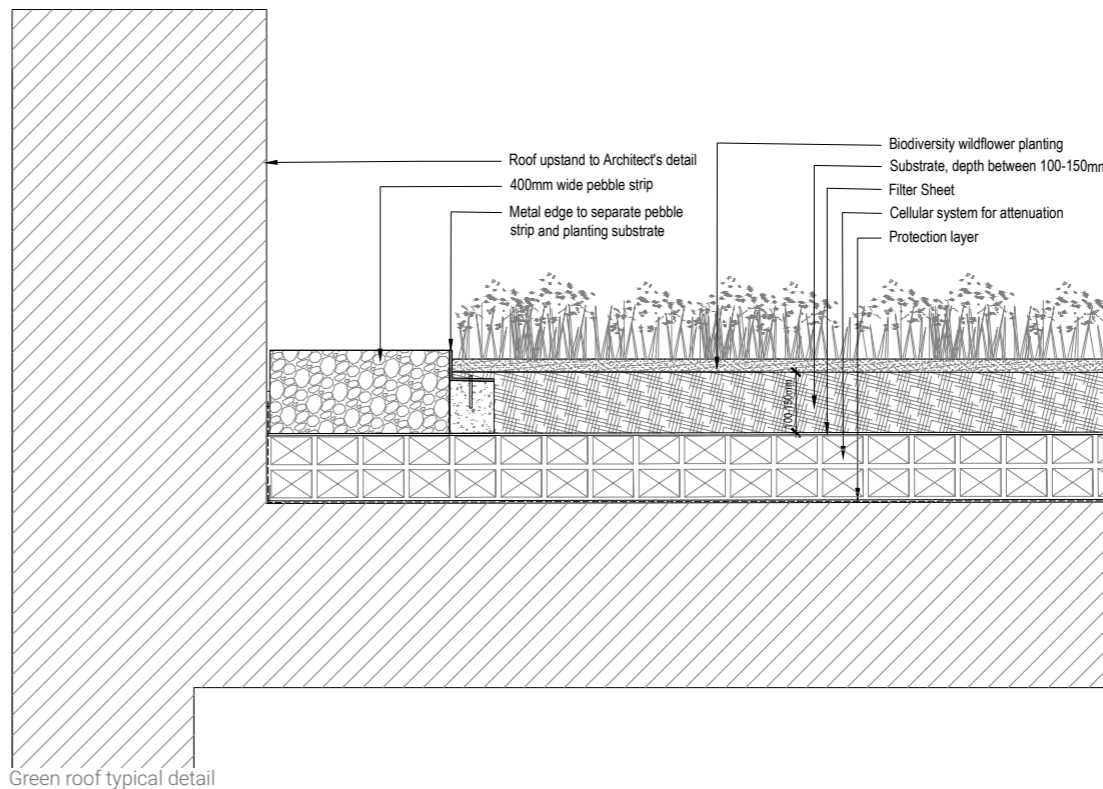 Roof upstand to Architect's detail
400mm wide pebble strip
Metal edge to separate pebble
strip and planting substrate
Biodiversity wildflower planting
Substrate, depth between 100-150mm
Filter Sheet
Cellular system for attenuation
Protection layer
100-150mm
Green roof typical detail